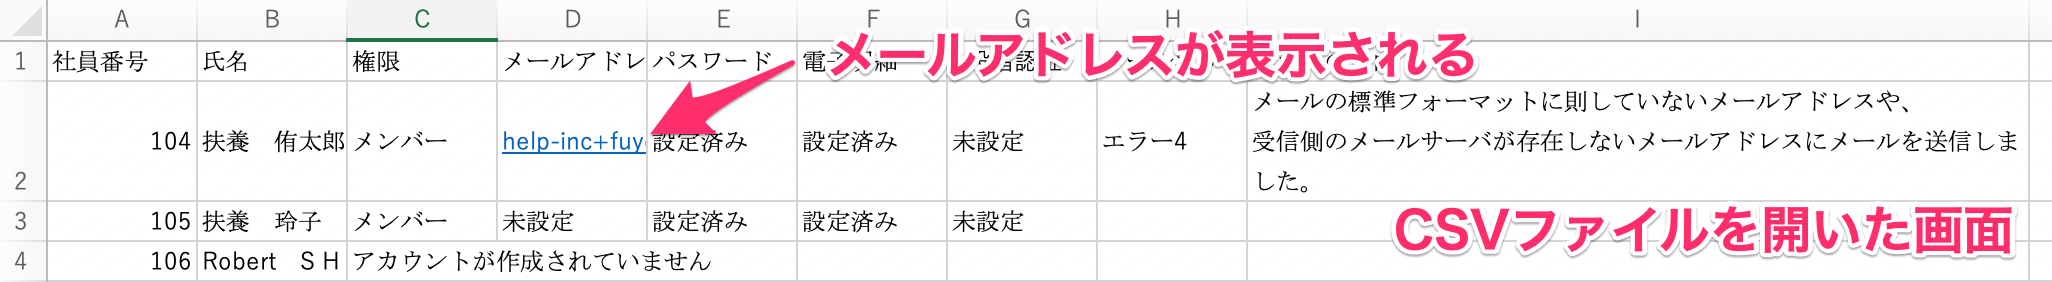 A B C D E F G H I
1 社員番号 氏名 権限 メールアドレ パスワード
メールアドレスが表示される
2 104 扶養　侑太郎 メンバー help-inc+fuy 設定済み 設定済み 未設定 エラー4
メールの標準フォーマットに則していないメールアドレスや、
受信側のメールサーバが存在しないメールアドレスにメールを送信しま
した。
3 105 扶養　玲子 メンバー 未設定 設定済み 設定済み 未設定
CSVファイルを開いた画面
4 106 Robert　S H アカウントが作成されていません